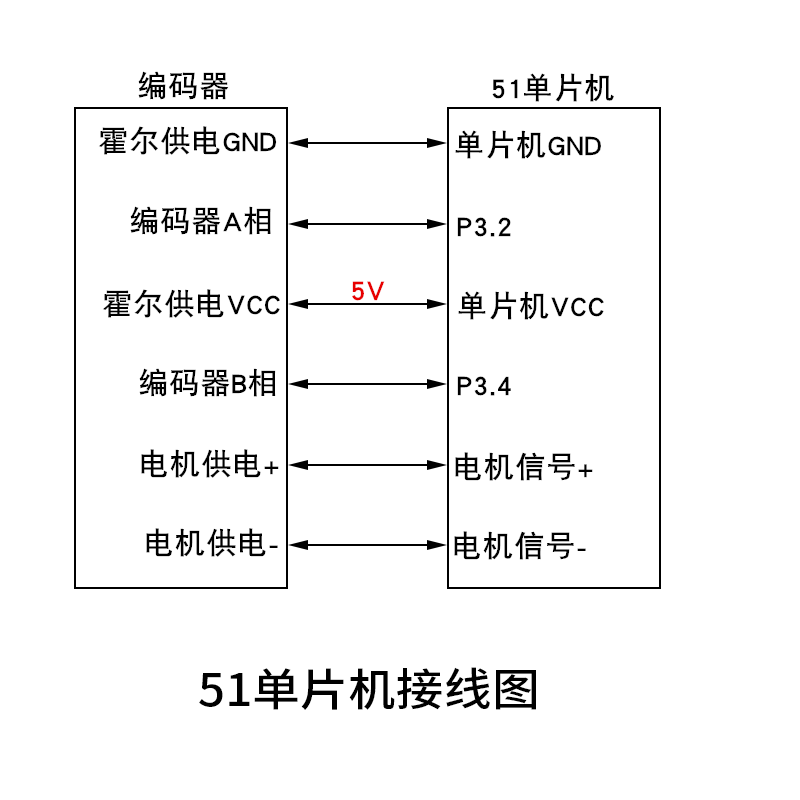 编码器
51单片机
霍尔供电GND
单片机GND
编码器A相
P3.2
霍尔供电VCC
5V
单片机VCC
编码器B相
P3.4
电机供电+
电机信号+
电机供电-
电机信号-
51单片机接线图